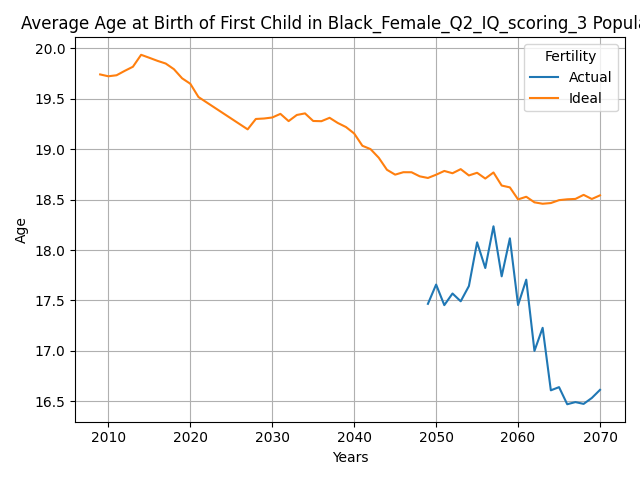 Average Age at Birth of First Child in Black_Female_Q2_IQ_scoring_3 Popula
Fertility
Actual
Ideal
20.0
19.5
19.0
18.5
18.0
17.5
17.0
16.5
Age
2010 2020 2030 2040 2050 2060 2070
Years